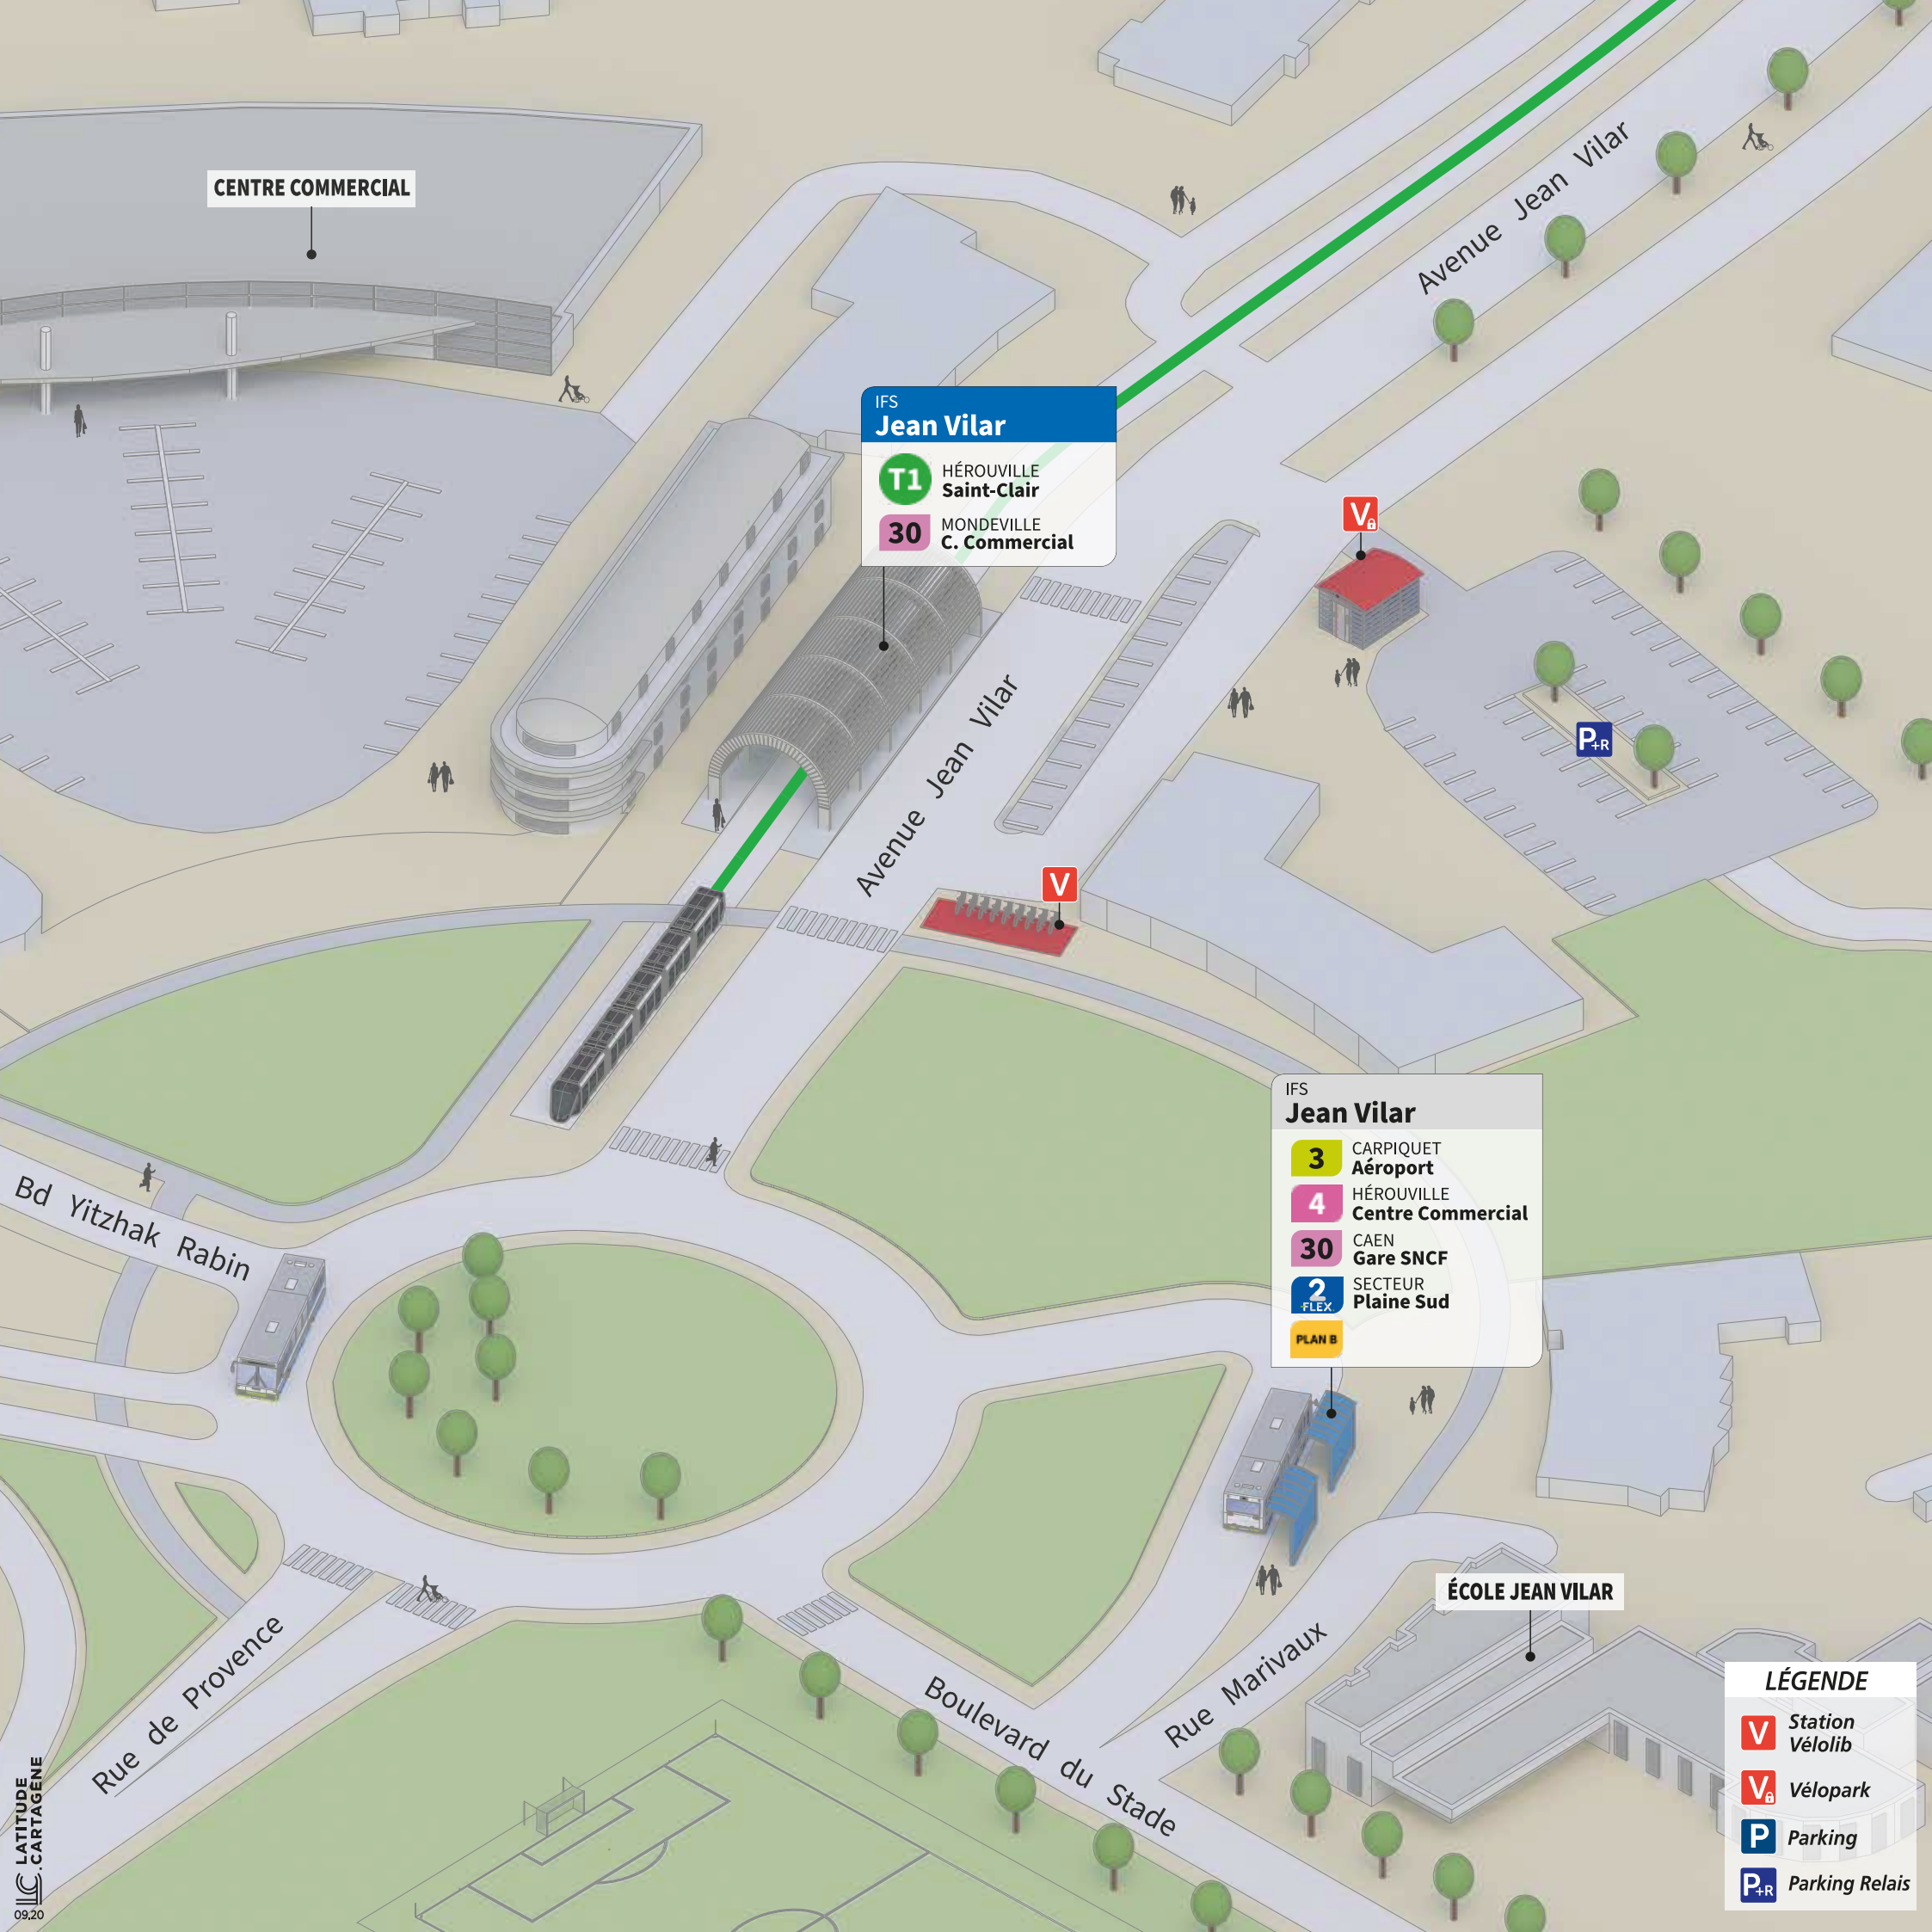 CENTRE COMMERCIAL
Avenue Jean Vilar
IFS
Jean Vilar
T1 HÉROUVILLE
Saint-Clair
30 MONDEVILLE
C. Commercial
V
Avenue Jean Vilar
P+R
V
IFS
Jean Vilar
3 CARPIQUET
Aéroport
4 HÉROUVILLE
Centre Commercial
30 CAEN
Gare SNCF
2 FLEX SECTEUR
Plaine Sud
PLAN B
Bd Yitzhak Rabin
Rue de Provence
Boulevard du Stade
Rue Marivaux
ÉCOLE JEAN VILAR
LÉGENDE
V Station
Vélolib
V Vélopark
P Parking
P+R Parking Relais
LC LATITUDE
CARTAGÈNE
09.20